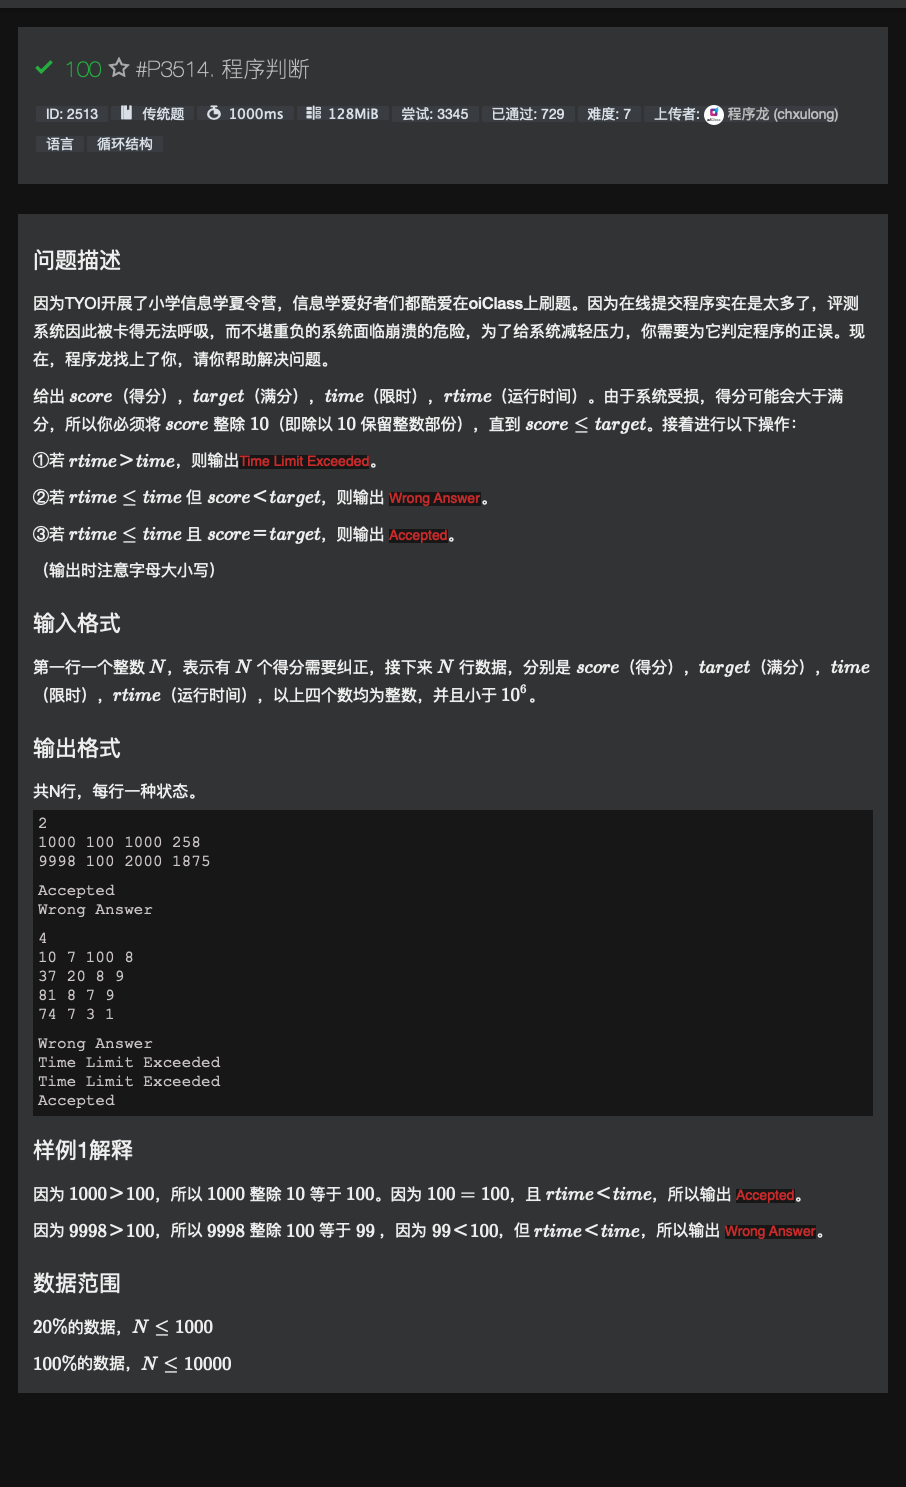 100 #P3514. 程序判断
ID: 2513 传统题 1000ms 128MiB 尝试: 3345 已通过: 729 难度: 7 上传者: 程序龙 (chxulong)
语言 循环结构
问题描述
因为TYOI开展了小学信息学夏令营，信息学爱好者们都酷爱在oiClass上刷题。因为在线提交程序实在是太多了，评测
系统因此被卡得无法呼吸，而不堪重负的系统面临崩溃的危险，为了给系统减轻压力，你需要为它判定程序的正误。现
在，程序龙找上了你，请你帮助解决问题。
给出 score（得分），target（满分），time（限时），rtime（运行时间）。由于系统受损，得分可能会大于满
分，所以你必须将 score 整除 10（即除以 10 保留整数部份），直到 score ≤ target。接着进行以下操作：
①若 rtime>time，则输出Time Limit Exceeded。
②若 rtime ≤ time 但 score<target，则输出 Wrong Answer。
③若 rtime ≤ time 且 score=target，则输出 Accepted。
（输出时注意字母大小写）
输入格式
第一行一个整数 N，表示有 N 个得分需要纠正，接下来 N 行数据，分别是 score（得分），target（满分），time
（限时），rtime（运行时间），以上四个数均为整数，并且小于 10⁶。
输出格式
共N行，每行一种状态。
2
1000 100 1000 258
9998 100 2000 1875
Accepted
Wrong Answer
4
10 7 100 8
37 20 8 9
81 8 7 9
74 7 3 1
Wrong Answer
Time Limit Exceeded
Time Limit Exceeded
Accepted
样例1解释
因为 1000>100，所以 1000 整除 10 等于 100。因为 100 = 100，且 rtime<time，所以输出 Accepted。
因为 9998>100，所以 9998 整除 100 等于 99 ，因为 99<100，但 rtime<time，所以输出 Wrong Answer。
数据范围
20%的数据，N ≤ 1000
100%的数据，N ≤ 10000